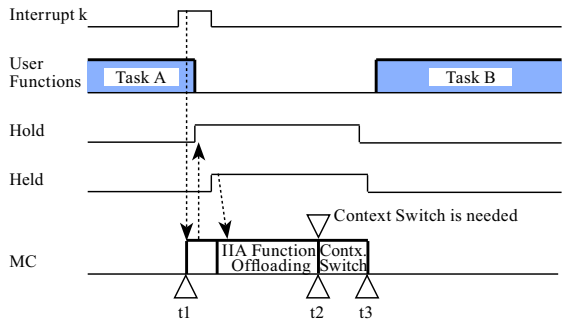 Interrupt k
User
Functions
Task A
Task B
Hold
Held
Context Switch is needed
MC
IIA Function
Offloading
Contx.
Switch
t1
t2
t3